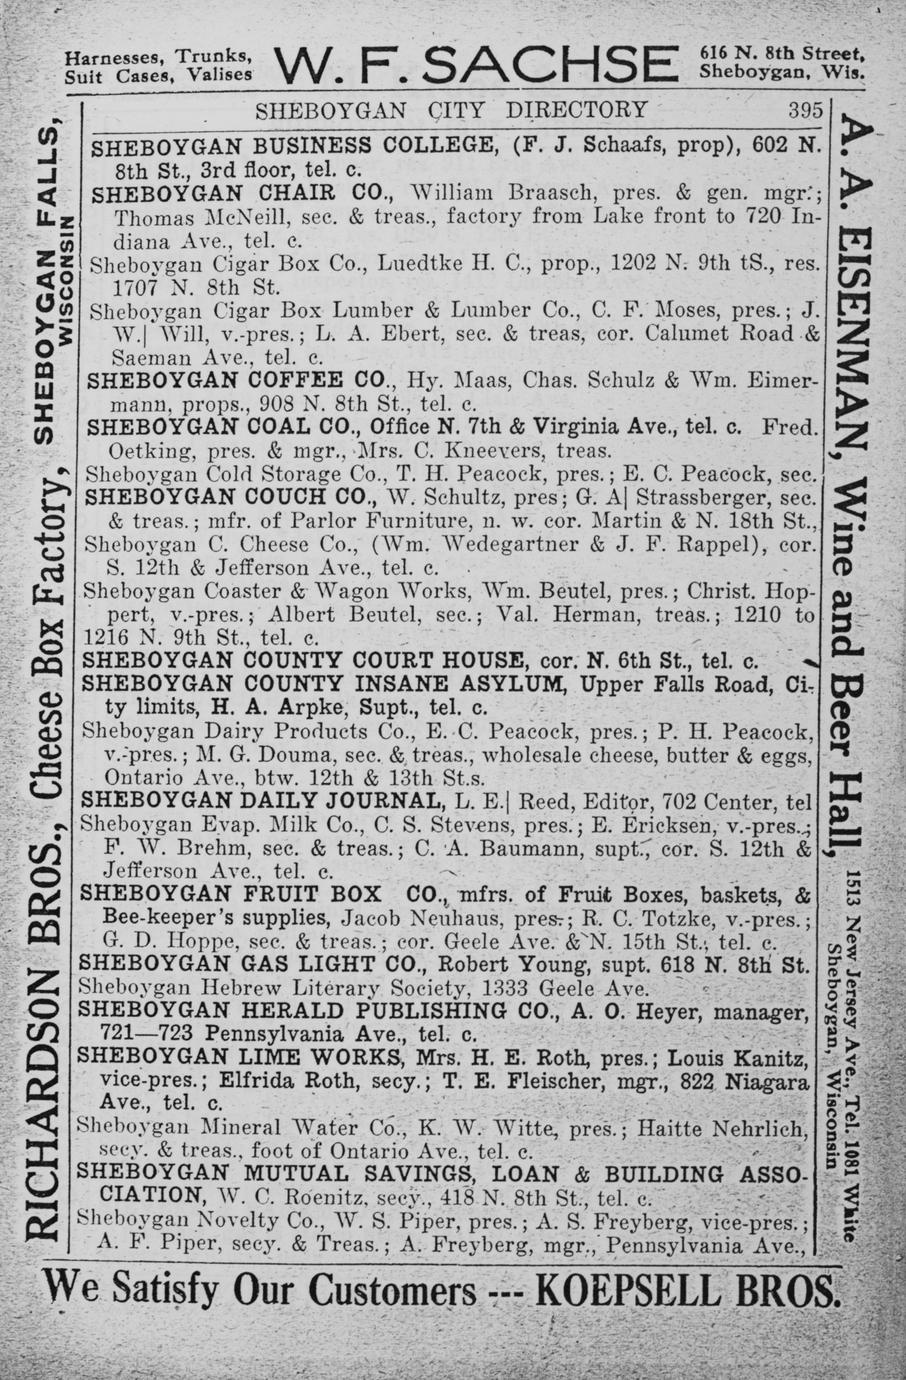 Harnesses, Trunks,
Suit Cases, Valises
W. F. SACHSE
616 N. 8th Street,
Sheboygan, Wis.
SHEBOYGAN CITY DIRECTORY 395
SHEBOYGAN BUSINESS COLLEGE, (F. J. Schaafs, prop), 602 N.
8th St., 3rd floor, tel. c.
SHEBOYGAN CHAIR CO., William Braasch, pres. & gen. mgr.;
Thomas McNeill, sec. & treas., factory from Lake front to 720 In-
diana Ave., tel. c.
Sheboygan Cigar Box Co., Luedtke H. C., prop., 1202 N. 9th tS., res.
1707 N. 8th St.
Sheboygan Cigar Box Lumber & Lumber Co., C. F. Moses, pres.; J.
W.| Will, v.-pres.; L. A. Ebert, sec. & treas, cor. Calumet Road &
Saeman Ave., tel. c.
SHEBOYGAN COFFEE CO., Hy. Maas, Chas. Schulz & Wm. Eimer-
mann, props., 908 N. 8th St., tel. c.
SHEBOYGAN COAL CO., Office N. 7th & Virginia Ave., tel. c. Fred.
Oetking, pres. & mgr., Mrs. C. Kneevers, treas.
Sheboygan Cold Storage Co., T. H. Peacock, pres.; E. C. Peacock, sec.
SHEBOYGAN COUCH CO., W. Schultz, pres; G. A| Strassberger, sec.
& treas.; mfr. of Parlor Furniture, n. w. cor. Martin & N. 18th St.,
Sheboygan C. Cheese Co., (Wm. Wedegartner & J. F. Rappel), cor.
S. 12th & Jefferson Ave., tel. c.
Sheboygan Coaster & Wagon Works, Wm. Beutel, pres.; Christ. Hop-
pert, v.-pres.; Albert Beutel, sec.; Val. Herman, treas.; 1210 to
1216 N. 9th St., tel. c.
SHEBOYGAN COUNTY COURT HOUSE, cor. N. 6th St., tel. c.
SHEBOYGAN COUNTY INSANE ASYLUM, Upper Falls Road, Ci-
ty limits, H. A. Arpke, Supt., tel. c.
Sheboygan Dairy Products Co., E. C. Peacock, pres.; P. H. Peacock,
v.-pres.; M. G. Douma, sec. & treas., wholesale cheese, butter & eggs,
Ontario Ave., btw. 12th & 13th St.s.
SHEBOYGAN DAILY JOURNAL, L. E.| Reed, Editor, 702 Center, tel
Sheboygan Evap. Milk Co., C. S. Stevens, pres.; E. Ericksen, v.-pres.;
F. W. Brehm, sec. & treas.; C. A. Baumann, supt., cor. S. 12th &
Jefferson Ave., tel. c.
SHEBOYGAN FRUIT BOX CO., mfrs. of Fruit Boxes, baskets, &
Bee-keeper's supplies, Jacob Neuhaus, pres.; R. C. Totzke, v.-pres.;
G. D. Hoppe, sec. & treas.; cor. Geele Ave. & N. 15th St., tel. c.
SHEBOYGAN GAS LIGHT CO., Robert Young, supt. 618 N. 8th St.
Sheboygan Hebrew Literary Society, 1333 Geele Ave.
SHEBOYGAN HERALD PUBLISHING CO., A. O. Heyer, manager,
721—723 Pennsylvania Ave., tel. c.
SHEBOYGAN LIME WORKS, Mrs. H. E. Roth, pres.; Louis Kanitz,
vice-pres.; Elfrida Roth, secy.; T. E. Fleischer, mgr., 822 Niagara
Ave., tel. c.
Sheboygan Mineral Water Co., K. W. Witte, pres.; Haitte Nehrlich,
secy. & treas., foot of Ontario Ave., tel. c.
SHEBOYGAN MUTUAL SAVINGS, LOAN & BUILDING ASSO-
CIATION, W. C. Roenitz, secy., 418 N. 8th St., tel. c.
Sheboygan Novelty Co., W. S. Piper, pres.; A. S. Freyberg, vice-pres.;
A. F. Piper, secy. & Treas.; A. Freyberg, mgr., Pennsylvania Ave.,
RICHARDSON BROS., Cheese Box Factory, SHEBOYGAN FALLS,
WISCONSIN
A. A. EISENMAN, Wine and Beer Hall, 1513 New Jersey Ave., Tel. 1081 White
Sheboygan, Wisconsin
We Satisfy Our Customers --- KOEPSELL BROS.